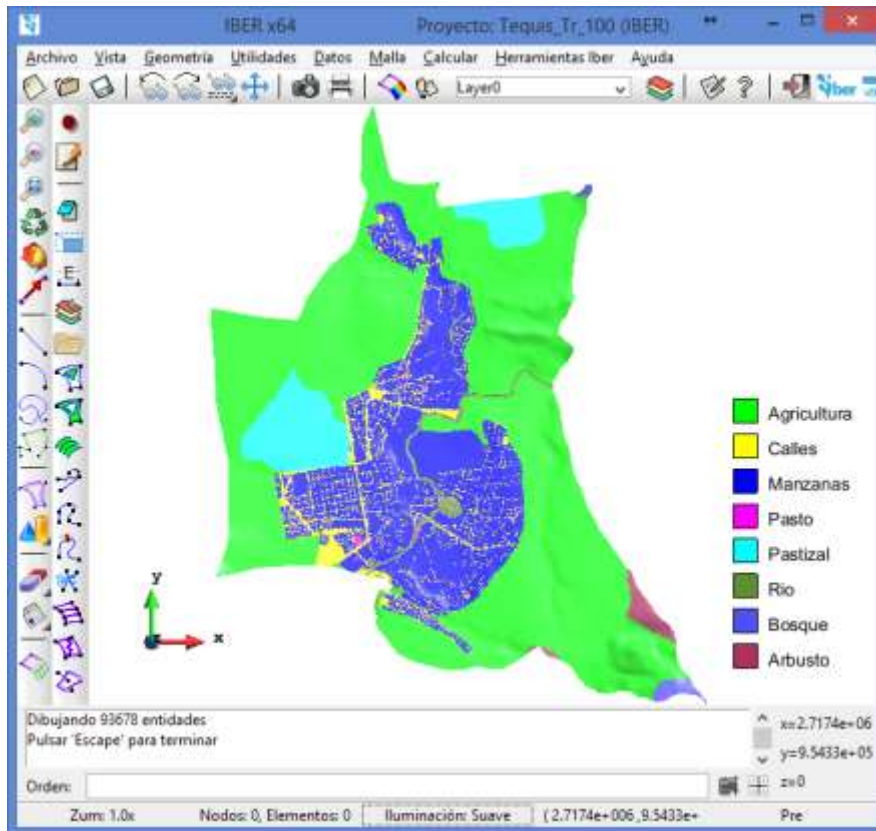 IBER x64 Proyecto: Tequis_Tr_100 (IBER)
Archivo Vista Geometría Utilidades Datos Malla Calcular Herramientas Iber Ayuda
Layer0 Iber
E
Agricultura
Calles
Manzanas
Pasto
Pastizal
Rio
Bosque
Arbusto
y
x
Dibujando 93678 entidades
Pulsar 'Escape' para terminar
x=2.7174e+06
y=9.5433e+05
z=0
Orden:
Zum: 1.0x Nodos: 0, Elementos: 0 Iluminación: Suave ( 2.7174e+006 ,9.5433e+ Pre